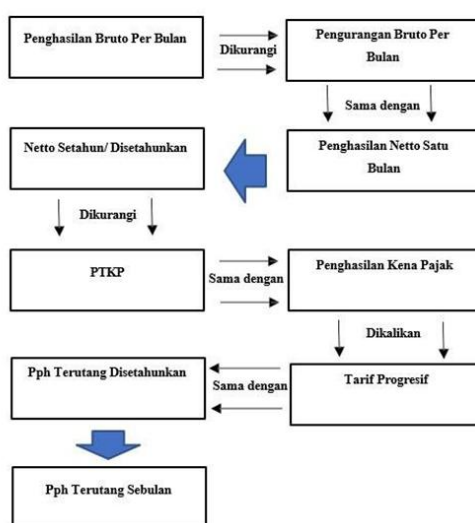 Penghasilan Bruto Per Bulan
Dikurangi
Pengurangan Bruto Per
Bulan
Sama dengan
Penghasilan Netto Satu
Bulan
Netto Setahun/ Disetahunkan
Dikurangi
PTKP
Sama dengan
Penghasilan Kena Pajak
Dikalikan
Tarif Progresif
Sama dengan
Pph Terutang Disetahunkan
Pph Terutang Sebulan